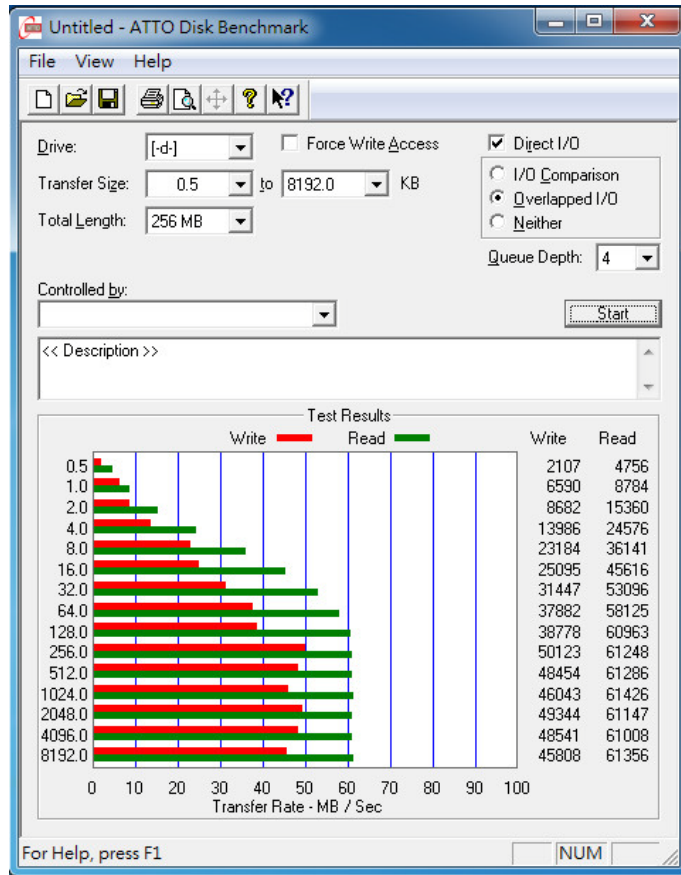 Untitled - ATTO Disk Benchmark
File View Help
Drive: [-d-] Force Write Access Direct I/O
Transfer Size: 0.5 to 8192.0 KB I/O Comparison
Overlapped I/O
Total Length: 256 MB Neither
Queue Depth: 4
Controlled by:
Start
<< Description >>
Test Results
Write Read Write Read
0.5 2107 4756
1.0 6590 8784
2.0 8682 15360
4.0 13986 24576
8.0 23184 36141
16.0 25095 45616
32.0 31447 53096
64.0 37882 58125
128.0 38778 60963
256.0 50123 61248
512.0 48454 61286
1024.0 46043 61426
2048.0 49344 61147
4096.0 48541 61008
8192.0 45808 61356
0 10 20 30 40 50 60 70 80 90 100
Transfer Rate - MB / Sec
For Help, press F1 NUM